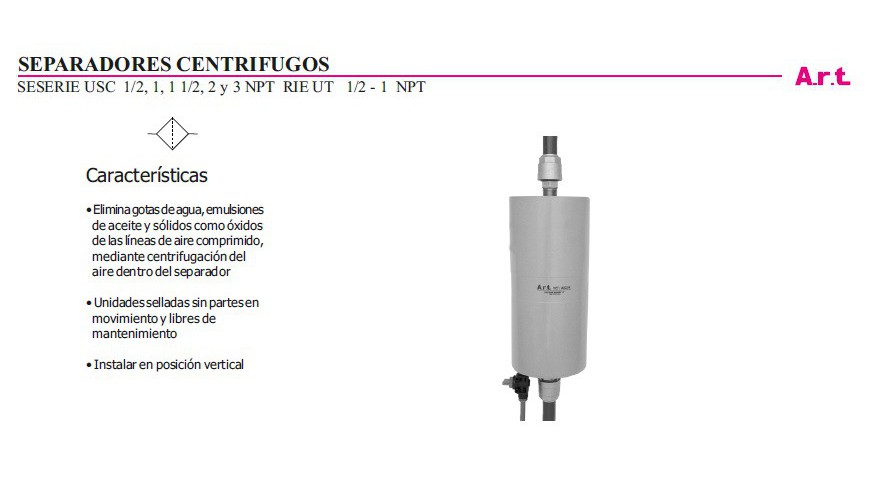 SEPARADORES CENTRIFUGOS
SESERIE USC 1/2, 1, 1 1/2, 2 y 3 NPT RIE UT 1/2 - 1 NPT
A.r.t.
Características
• Elimina gotas de agua, emulsiones
de aceite y sólidos como óxidos
de las líneas de aire comprimido,
mediante centrifugación del
aire dentro del separador
• Unidades selladas sin partes en
movimiento y libres de
mantenimiento
• Instalar en posición vertical
A.r.t.